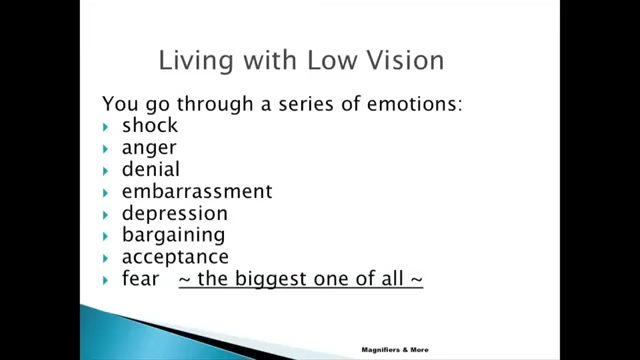 Living with Low Vision
You go through a series of emotions:
shock
anger
denial
embarrassment
depression
bargaining
acceptance
fear ~ the biggest one of all ~
Magnifiers & More